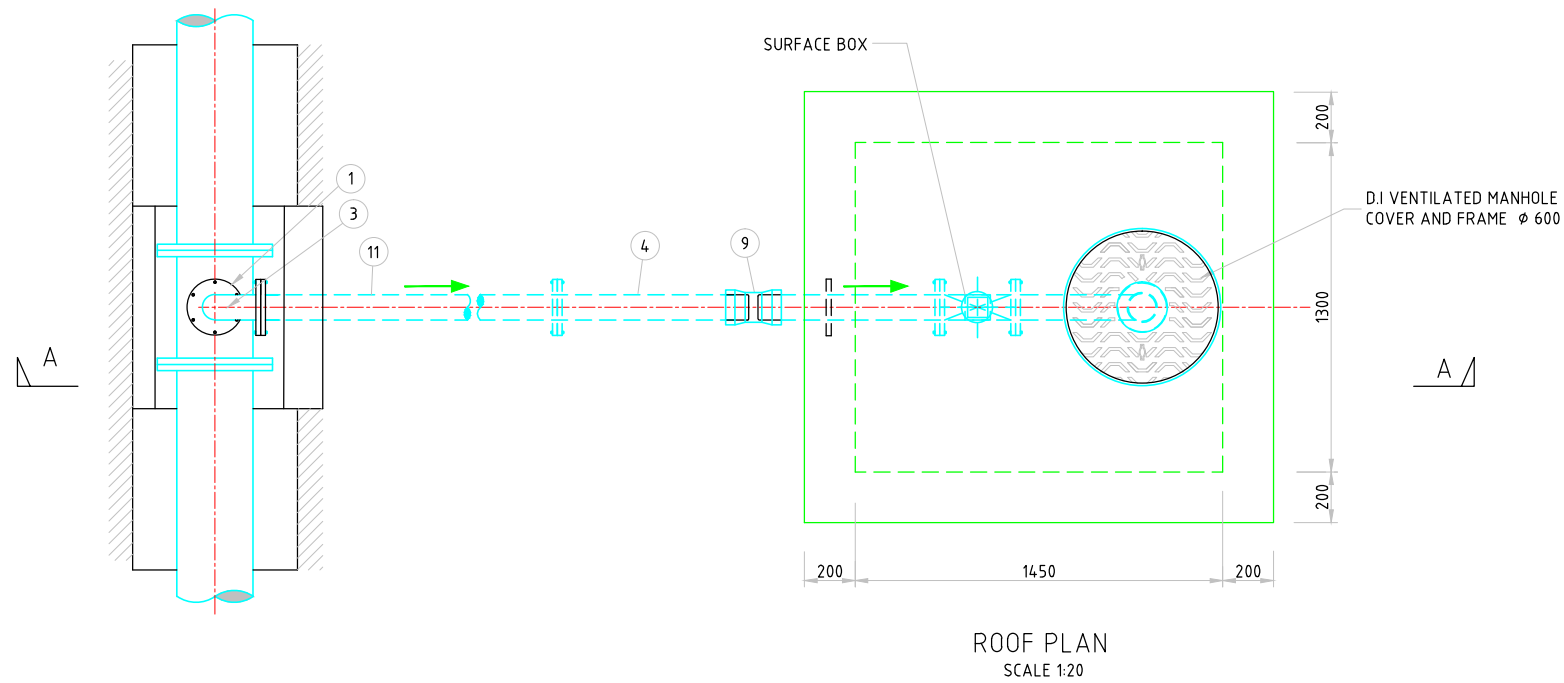 SURFACE BOX
200
1
D.I VENTILATED MANHOLE
COVER AND FRAME Ø 600
3
11
4
9
1300
A
A
200
200
1450
200
ROOF PLAN
SCALE 1:20